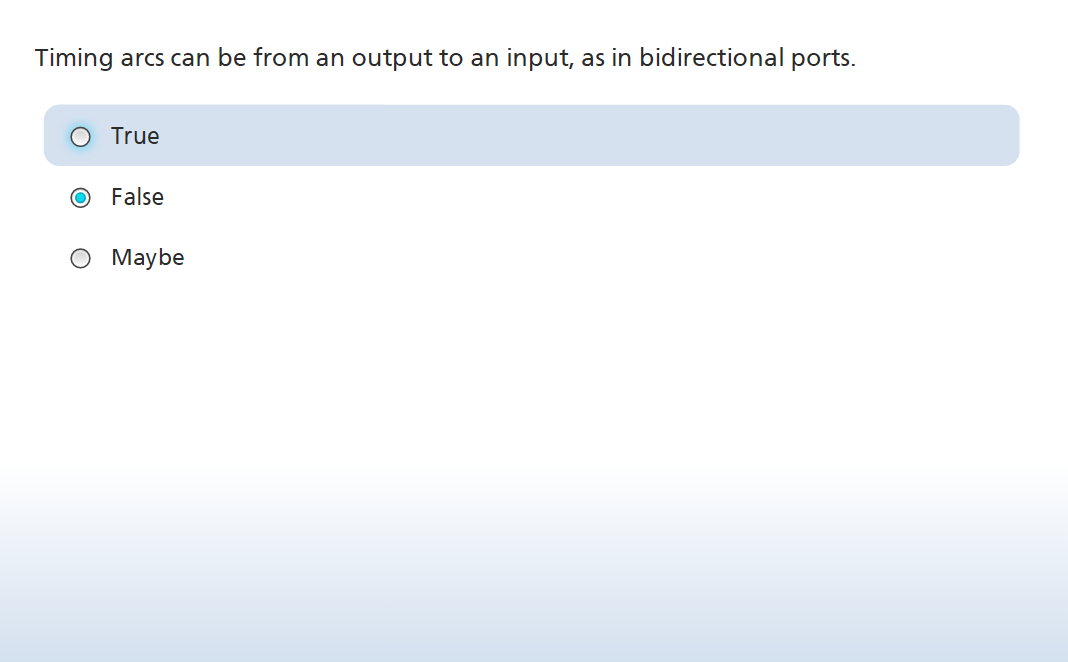 Timing arcs can be from an output to an input, as in bidirectional ports.
True
False
Maybe